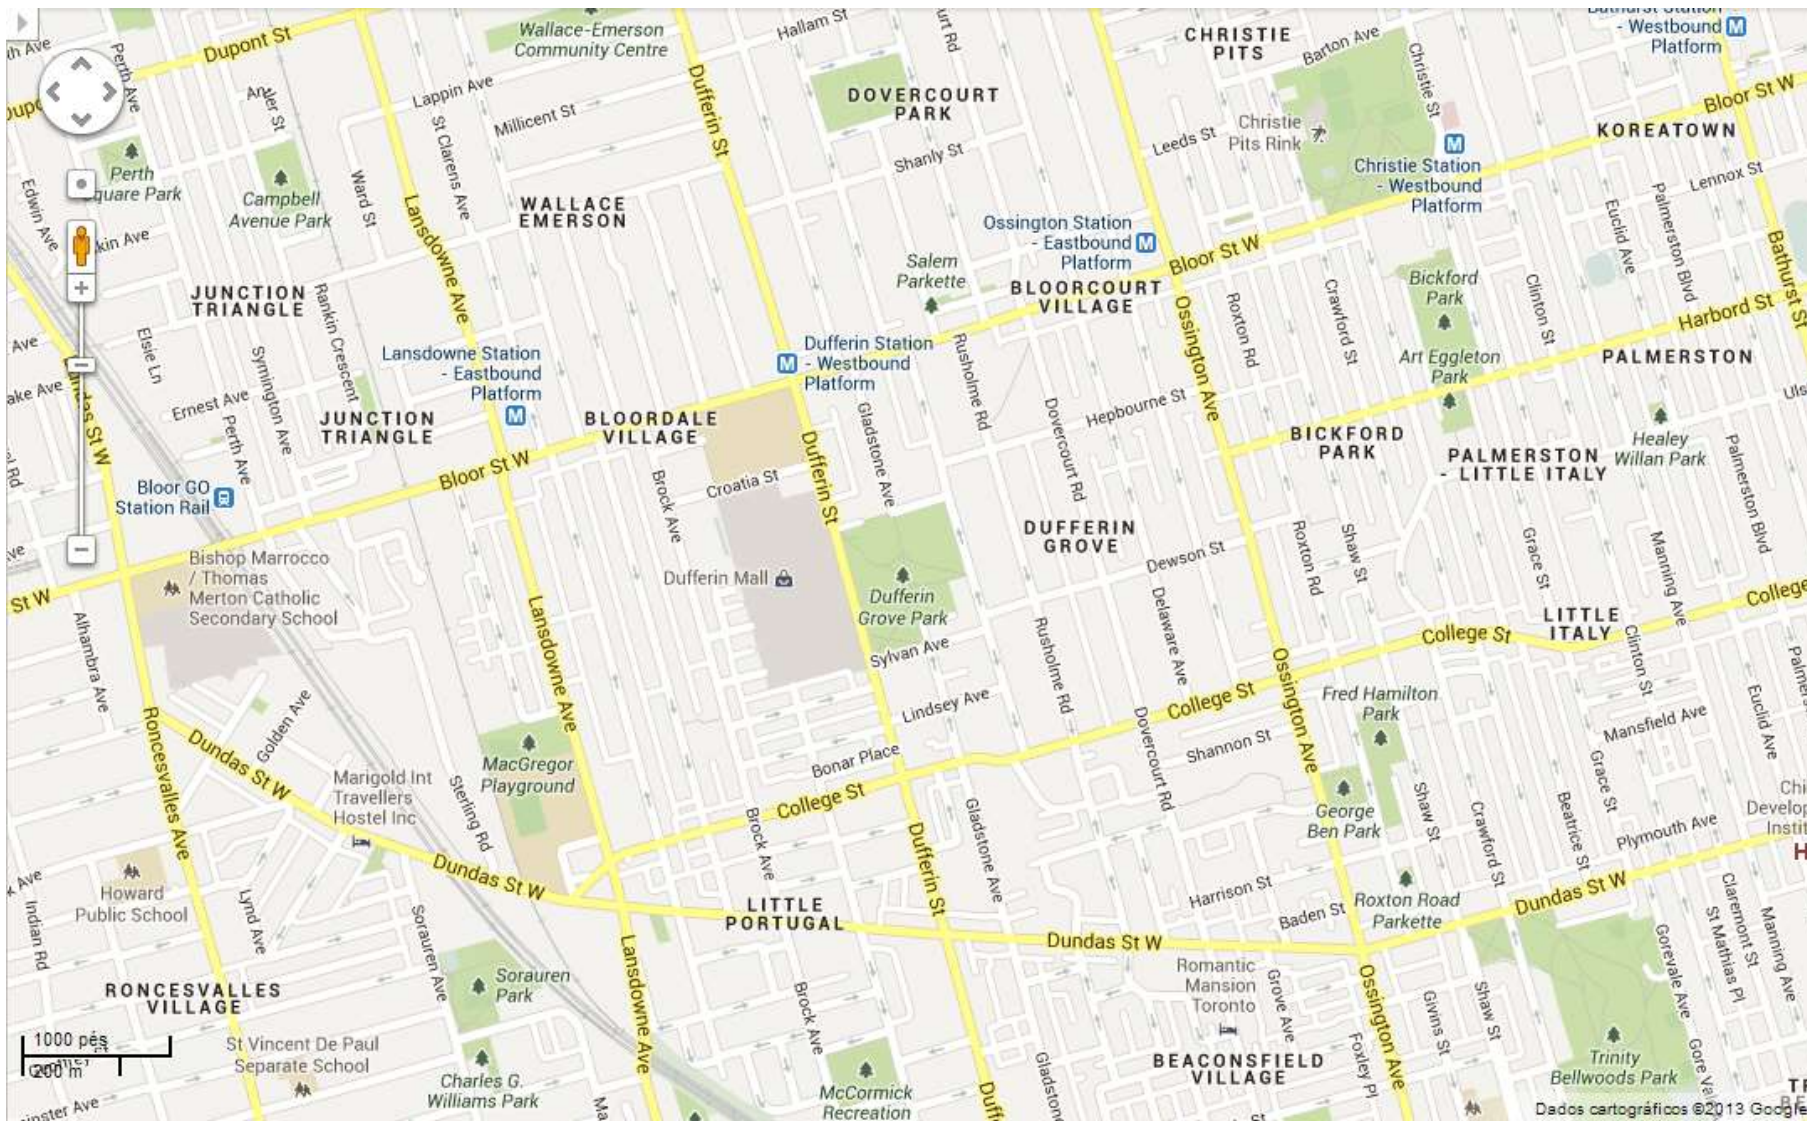 Dupont St
Wallace-Emerson
Community Centre
Hallam St
CHRISTIE
PITS
Barton Ave
Christie St
- Westbound
Platform
Perth Ave
Lappin Ave
Millicent St
St Clarens Ave
Dufferin St
DOVERCOURT
PARK
Shanly St
Leeds St
Christie
Pits Rink
Christie Station
- Westbound
Platform
Bloor St W
KOREATOWN
Lennox St
Perth
Square Park
Campbell
Avenue Park
Ward St
Edwin Ave
Lansdowne Ave
WALLACE
EMERSON
Ossington Station
- Eastbound
Platform
Bloor St W
Salem
Parkette
BLOORCOURT
VILLAGE
Bickford
Park
Euclid Ave
Palmerston Blvd
Bathurst St
JUNCTION
TRIANGLE
Rankin Crescent
Elsie Ln
Symington Ave
Ernest Ave
Perth Ave
Lansdowne Station
- Eastbound
Platform
Dufferin Station
- Westbound
Platform
Rusholme Rd
Ossington Ave
Roxton Rd
Crawford St
Clinton St
Harbord St
Art Eggleton
Park
PALMERSTON
JUNCTION
TRIANGLE
BLOORDALE
VILLAGE
Gladstone Ave
Dovercourt Rd
Hepbourne St
BICKFORD
PARK
PALMERSTON
- LITTLE ITALY
Healey
Willan Park
Palmerston Blvd
Dundas St W
Bloor St W
Bloor GO
Station Rail
Brock Ave
Croatia St
Dufferin St
DUFFERIN
GROVE
Dewson St
Roxton Rd
Shaw St
Grace St
Manning Ave
St W
Bishop Marrocco
/ Thomas
Merton Catholic
Secondary School
Dufferin Mall
Dufferin
Grove Park
Sylvan Ave
Rusholme Rd
Delaware Ave
LITTLE
ITALY
College St
College
Clinton St
Alhambra Ave
Lansdowne Ave
Lindsey Ave
Bonar Place
College St
College St
Dovercourt Rd
Shannon St
Ossington Ave
Fred Hamilton
Park
Mansfield Ave
Euclid Ave
Golden Ave
Roncesvalles Ave
Dundas St W
MacGregor
Playground
Marigold Int
Travellers
Hostel Inc
Sterling Rd
Brock Ave
Dufferin St
Gladstone Ave
George
Ben Park
Shaw St
Crawford St
Beatrice St
Grace St
Plymouth Ave
Dundas St W
Howard
Public School
Indian Rd
Lynd Ave
Sorauren Ave
LITTLE
PORTUGAL
Harrison St
Baden St
Roxton Road
Parkette
Dundas St W
Dundas St W
Claremont St
St Mathias Pl
Manning Ave
Gorevale Ave
RONCESVALLES
VILLAGE
Sorauren
Park
Lansdowne Ave
Brock Ave
Romantic
Mansion
Toronto
Grove Ave
Foxley Pl
Ossington Ave
Givins St
Shaw St
1000 pés
200 m
St Vincent De Paul
Separate School
Charles G.
Williams Park
McCormick
Recreation
BEACONSFIELD
VILLAGE
Trinity
Bellwoods Park
Dados cartográficos ©2013 Google